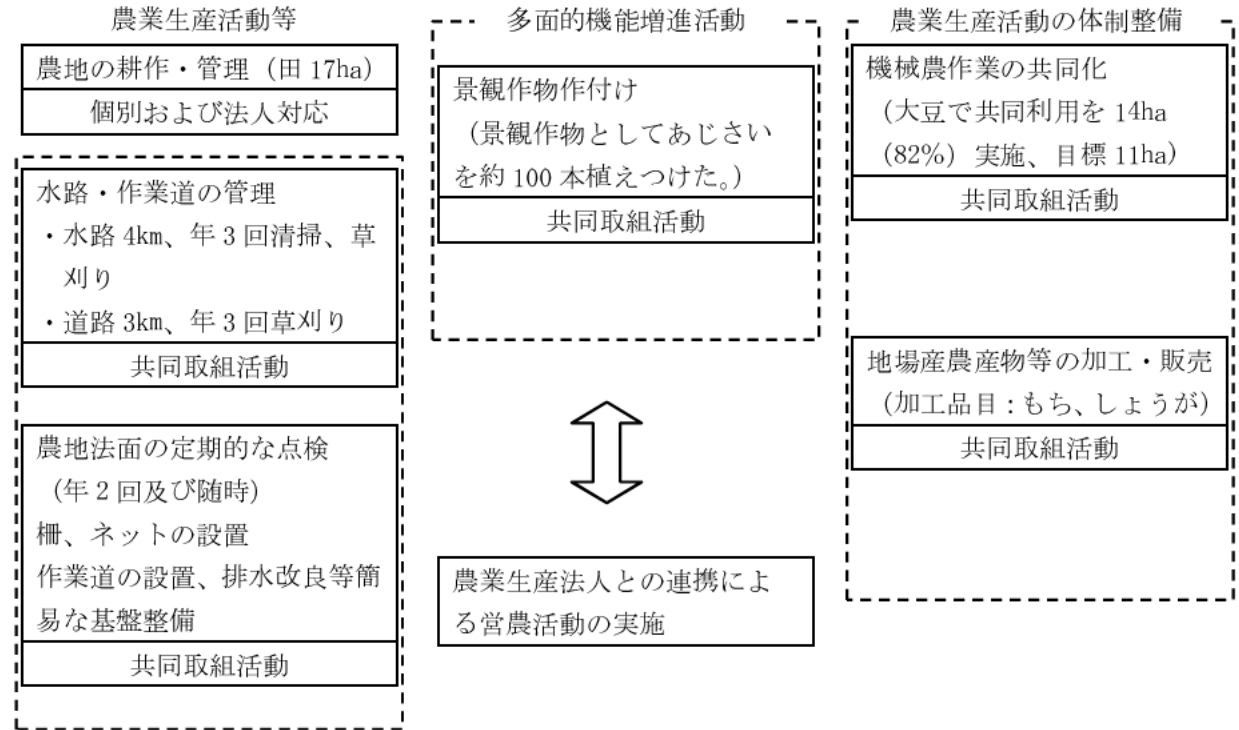 農業生産活動等
農地の耕作・管理（田 17ha）
個別および法人対応
水路・作業道の管理
・水路 4km、年 3 回清掃、草
刈り
・道路 3km、年 3 回草刈り
共同取組活動
農地法面の定期的な点検
（年 2 回及び随時）
柵、ネットの設置
作業道の設置、排水改良等簡
易な基盤整備
共同取組活動
多面的機能増進活動
景観作物作付け
（景観作物としてあじさい
を約 100 本植えつけた。）
共同取組活動
農業生産法人との連携によ
る営農活動の実施
農業生産活動の体制整備
機械農作業の共同化
（大豆で共同利用を 14ha
（82%）実施、目標 11ha）
共同取組活動
地場産農産物等の加工・販売
（加工品目：もち、しょうが）
共同取組活動